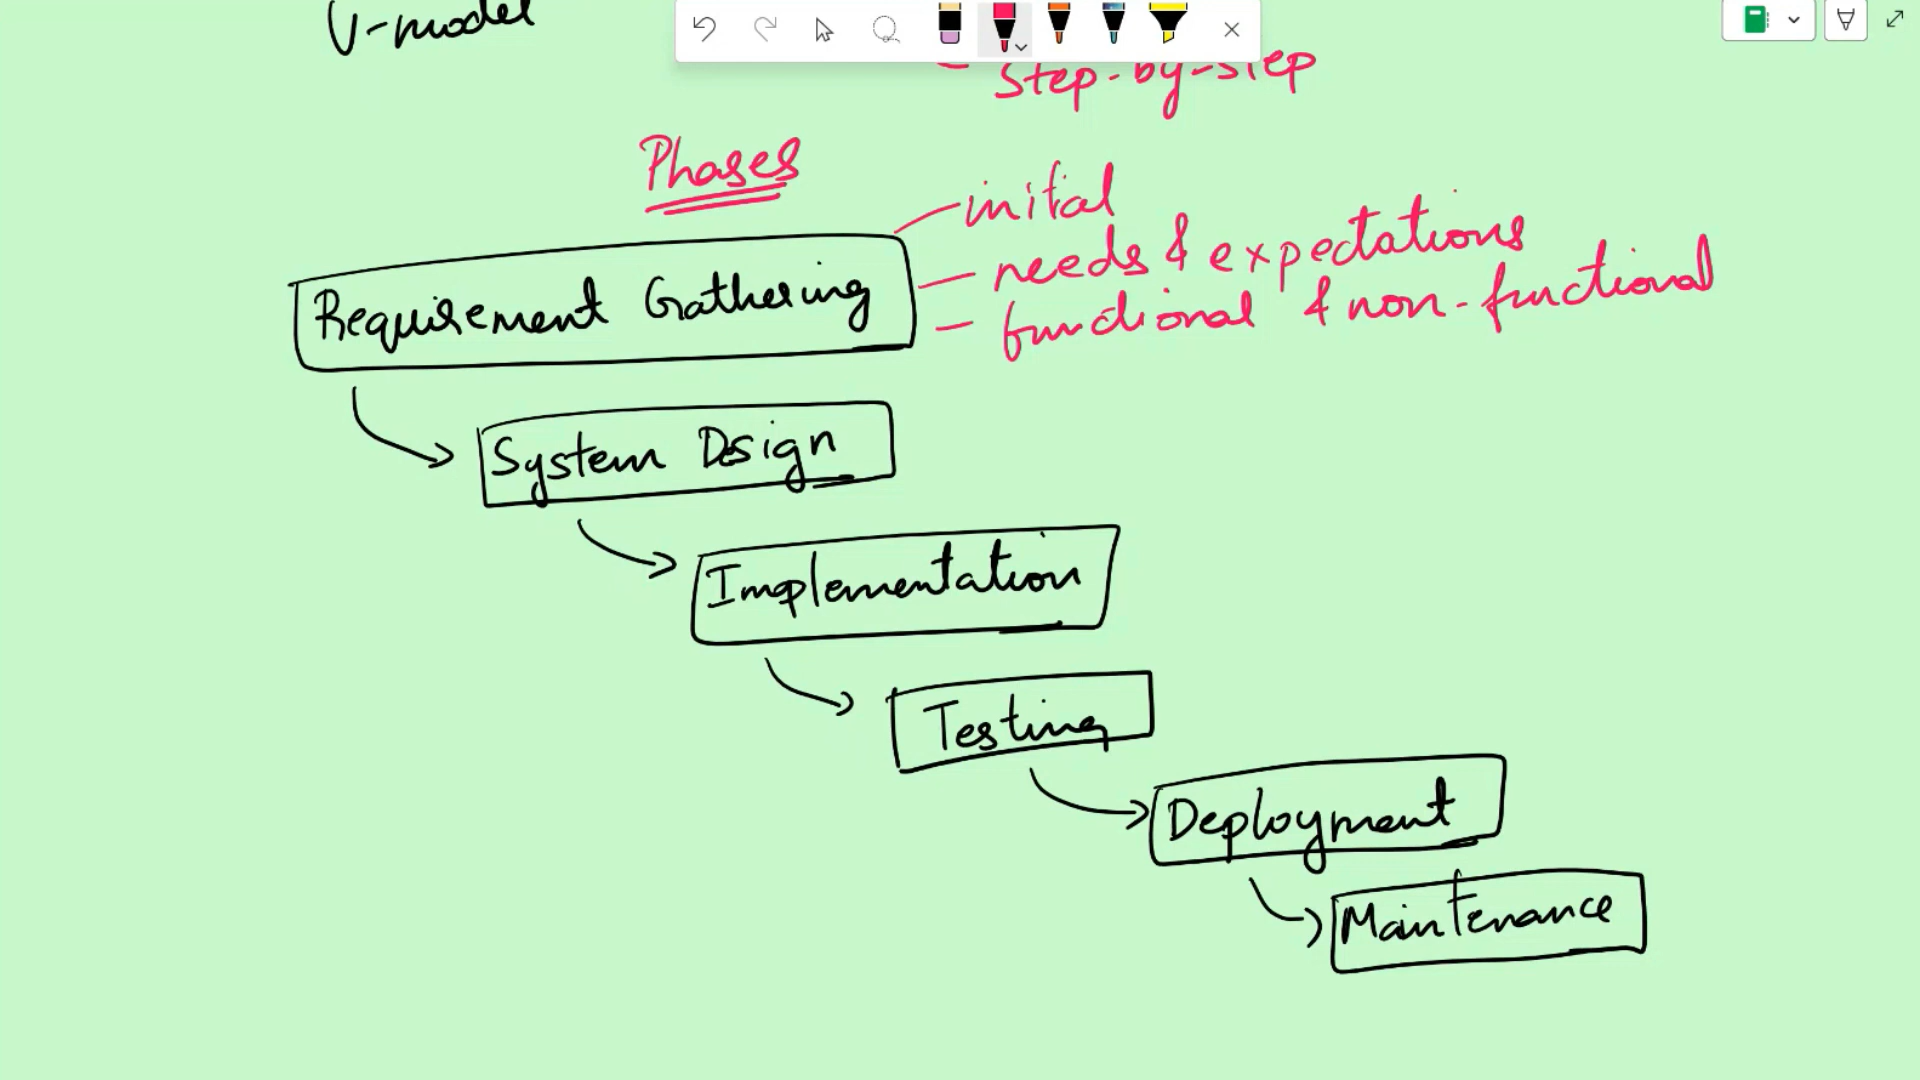 V-model
step-by-step
Phases
initial
needs & expectations
functional & non-functional
Requirement Gathering
System Design
Implementation
Testing
Deployment
Maintenance